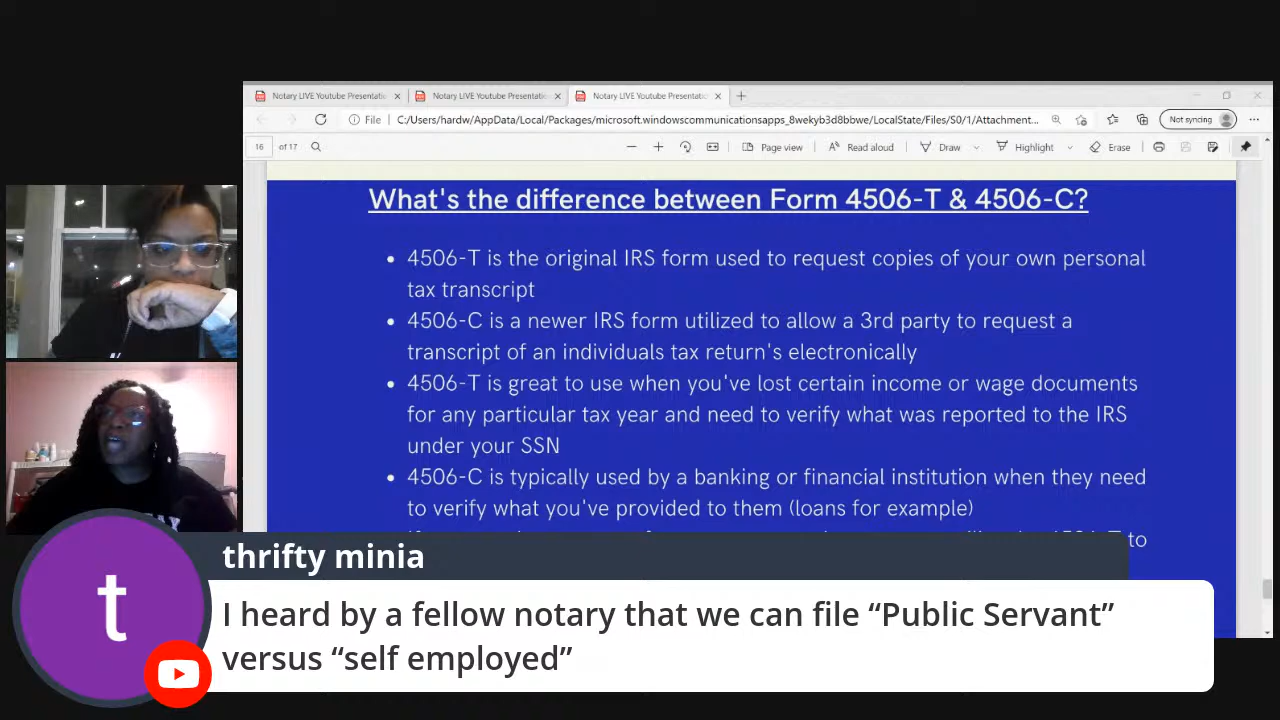 Notary LIVE Youtube Presentatio
Notary LIVE Youtube Presentatio
Notary LIVE Youtube Presentatio
File
C:/Users/hardw/AppData/Local/Packages/microsoft.windowscommunicationsapps_8wekyb3d8bbwe/LocalState/Files/S0/1/Attachment...
Not syncing
16 of 17
Page view
Read aloud
Draw
Highlight
Erase
What's the difference between Form 4506-T & 4506-C?
• 4506-T is the original IRS form used to request copies of your own personal
tax transcript
• 4506-C is a newer IRS form utilized to allow a 3rd party to request a
transcript of an individuals tax return's electronically
• 4506-T is great to use when you've lost certain income or wage documents
for any particular tax year and need to verify what was reported to the IRS
under your SSN
• 4506-C is typically used by a banking or financial institution when they need
to verify what you've provided to them (loans for example)
to
t
thrifty minia
I heard by a fellow notary that we can file “Public Servant”
versus “self employed”